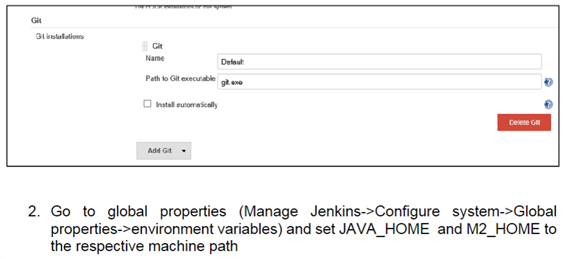 Git
Git installations
Git
Name
Default
Path to Git executable
git.exe
Install automatically
Delete Git
Add Git
2. Go to global properties (Manage Jenkins->Configure system->Global
properties->environment variables) and set JAVA_HOME and M2_HOME to
the respective machine path